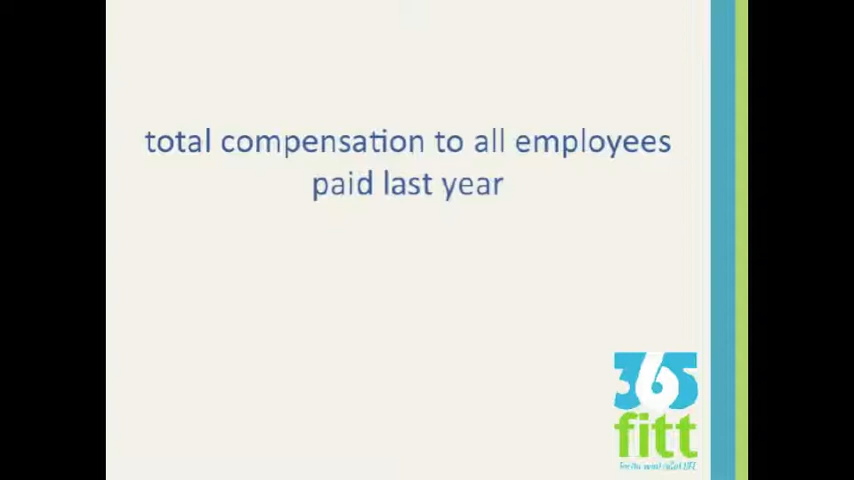 total compensation to all employees
paid last year
365
fitt